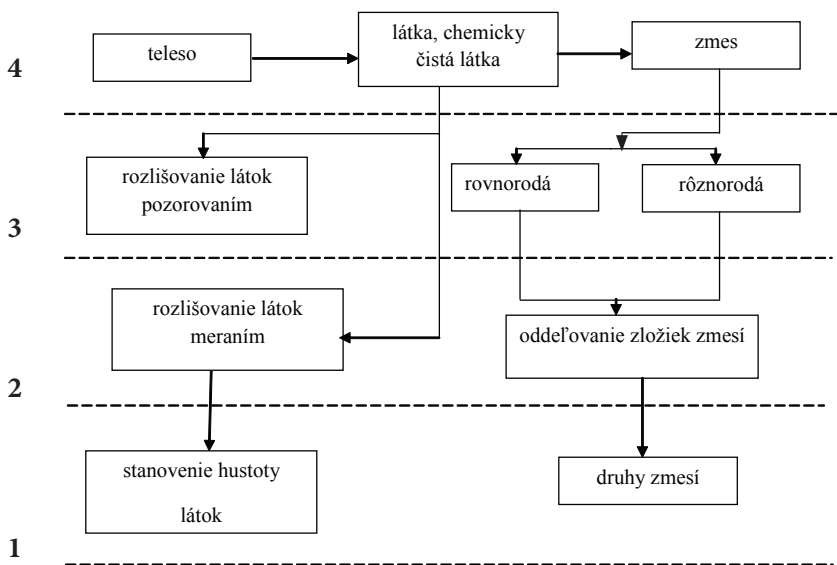 teleso
látka, chemicky
čistá látka
zmes
4
rozlišovanie látok
pozorovaním
rovnorodá
rôznorodá
3
rozlišovanie látok
meraním
oddeľovanie zložiek zmesí
2
stanovenie hustoty
látok
druhy zmesí
1